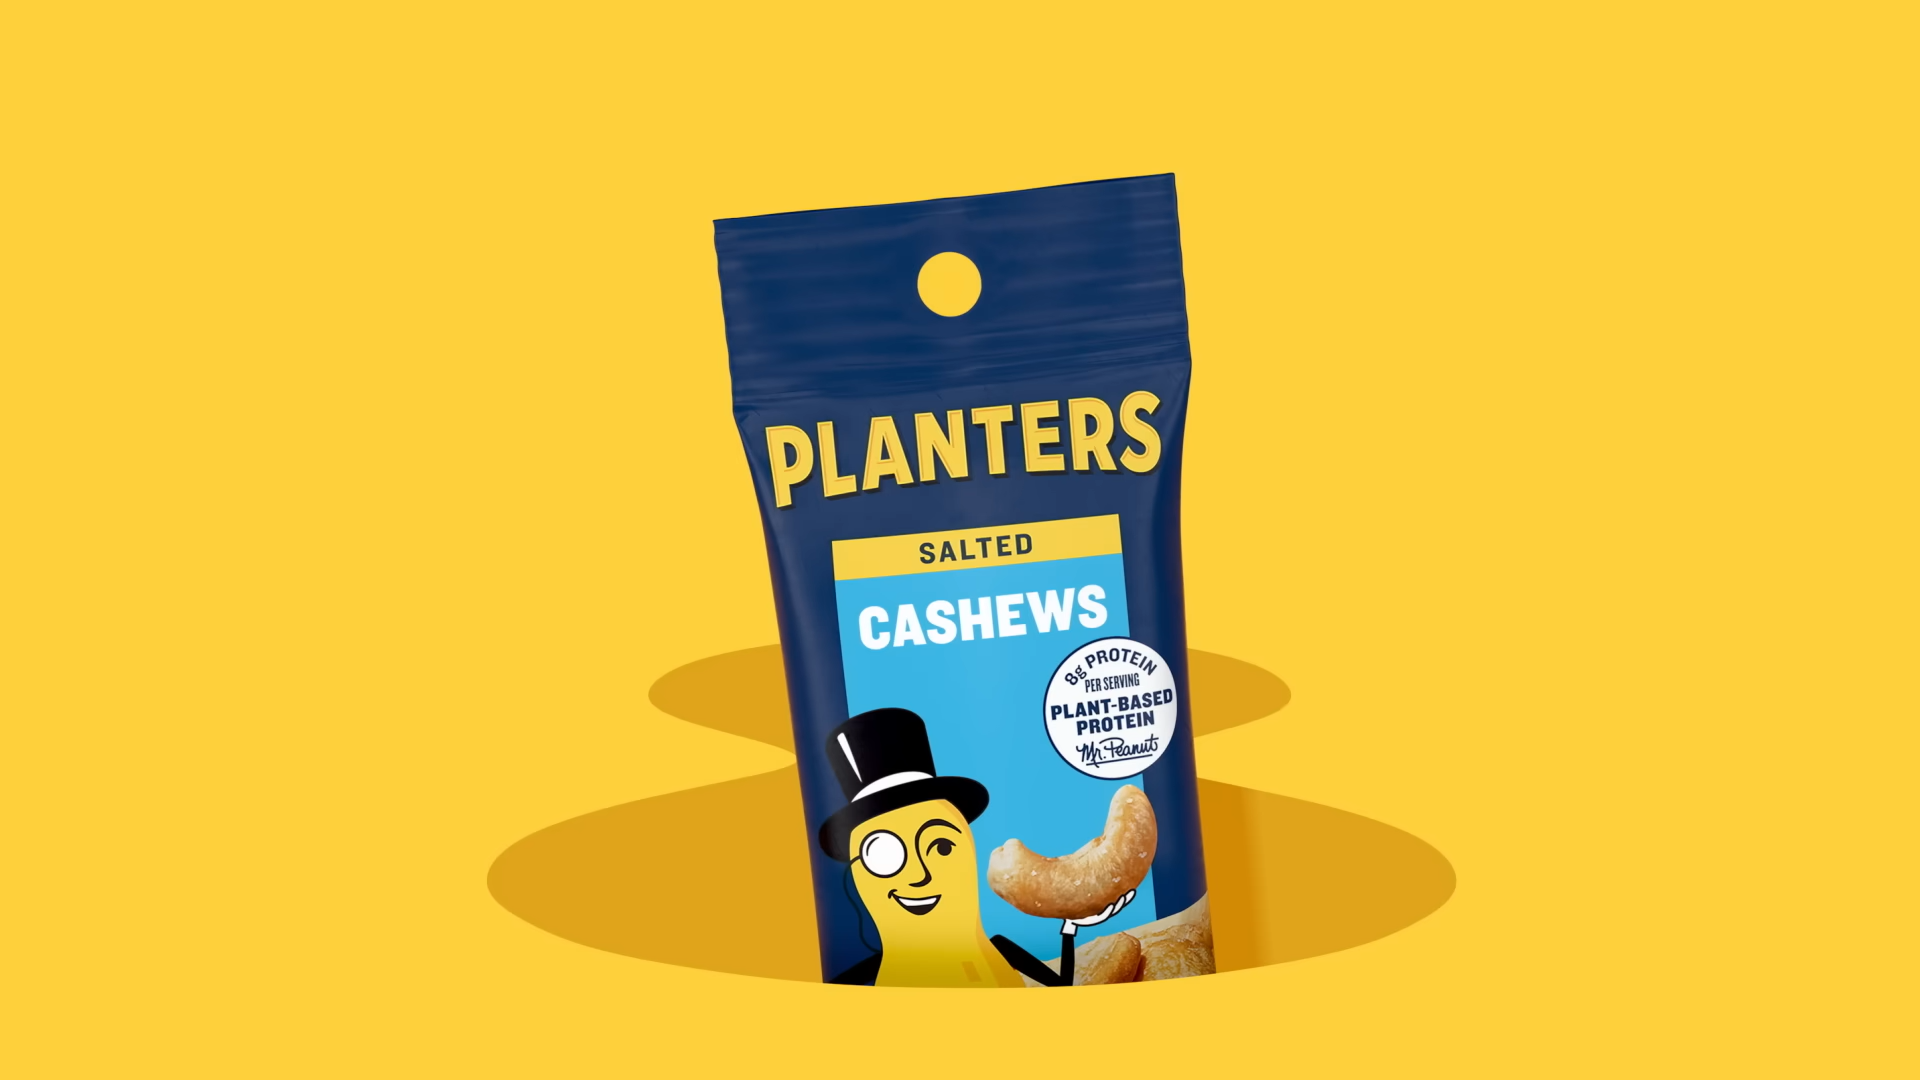 PLANTERS
SALTED
CASHEWS
8g PROTEIN
PER SERVING
PLANT-BASED
PROTEIN
Mr. Peanut